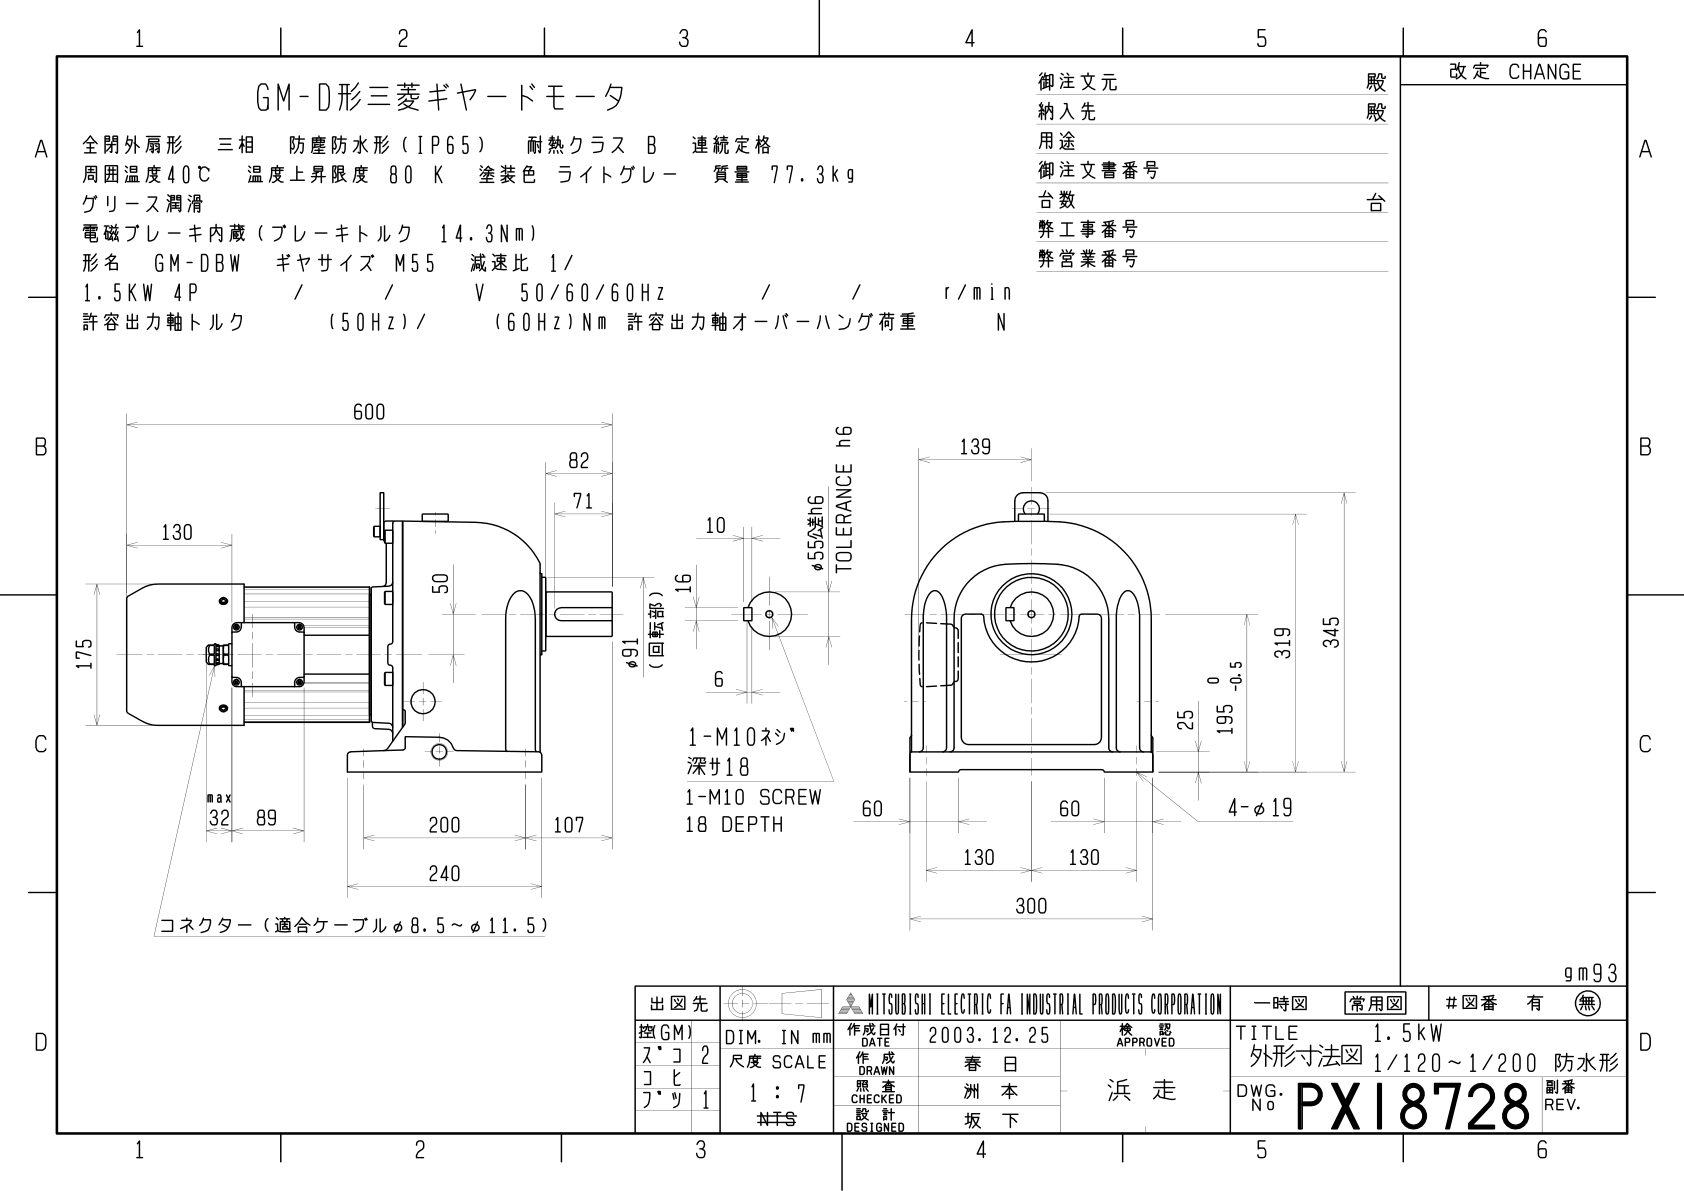 1 2 3 4 5 6
改定 CHANGE
GM-D形三菱ギヤードモータ
全閉外扇形 三相 防塵防水形(IP65) 耐熱クラス B 連続定格
周囲温度40℃ 温度上昇限度 80 K 塗装色 ライトグレー 質量 77.3kg
グリース潤滑
電磁ブレーキ内蔵(ブレーキトルク 14.3Nm)
形名 GM-DBW ギヤサイズ M55 減速比 1/
1.5KW 4P / / V 50/60/60Hz / / r/min
許容出力軸トルク (50Hz)/ (60Hz)Nm 許容出力軸オーバーハング荷重 N
御注文元 殿
納入先 殿
用途
御注文書番号
台数 台
弊工事番号
弊営業番号
A A
B B
C C
D D
600
82
71
130
50
175
φ91
(回転部)
max
32
89
200
107
240
コネクター(適合ケーブルφ8.5~φ11.5)
10
16
6
φ55公差h6
TOLERANCE h6
1-M10ネジ
深サ18
1-M10 SCREW
18 DEPTH
139
345
319
195 0 -0.5
25
4-φ19
60
60
130
130
300
gm93
出図先
控(GM)
ズコ 2
コヒ
ブツ 1
DIM. IN mm
尺度 SCALE
1 : 7
NTS
MITSUBISHI ELECTRIC FA INDUSTRIAL PRODUCTS CORPORATION
作成日付
DATE
2003.12.25
作成
DRAWN
春日
照査
CHECKED
洲本
設計
DESIGNED
坂下
検認
APPROVED
浜走
一時図 常用図 #図番 有 無
TITLE 1.5kW
外形寸法図 1/120~1/200 防水形
DWG. No PX18728
副番
REV.
1 2 3 4 5 6